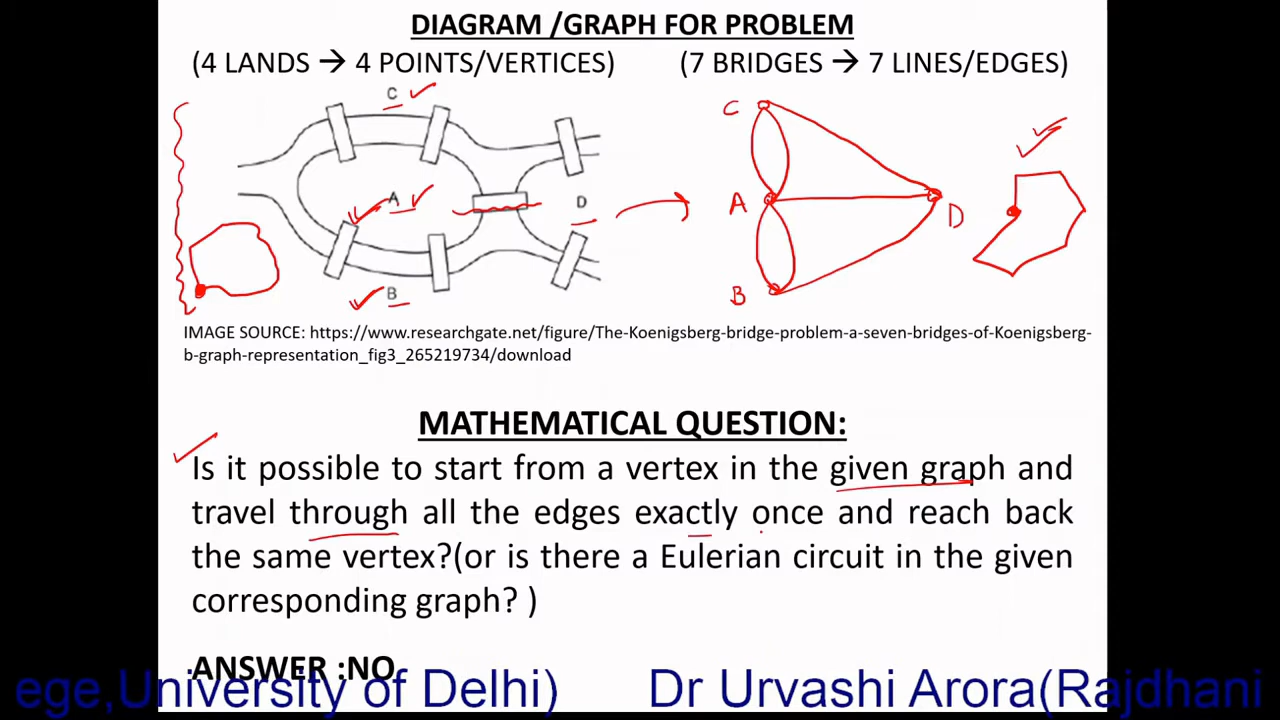 DIAGRAM /GRAPH FOR PROBLEM
(4 LANDS → 4 POINTS/VERTICES) (7 BRIDGES → 7 LINES/EDGES)
C
A
D
B
C
A
D
B
IMAGE SOURCE: https://www.researchgate.net/figure/The-Koenigsberg-bridge-problem-a-seven-bridges-of-Koenigsberg-
b-graph-representation_fig3_265219734/download
MATHEMATICAL QUESTION:
Is it possible to start from a vertex in the given graph and
travel through all the edges exactly once and reach back
the same vertex?(or is there a Eulerian circuit in the given
corresponding graph? )
ANSWER :NO
ege,University of Delhi) Dr Urvashi Arora(Rajdhani